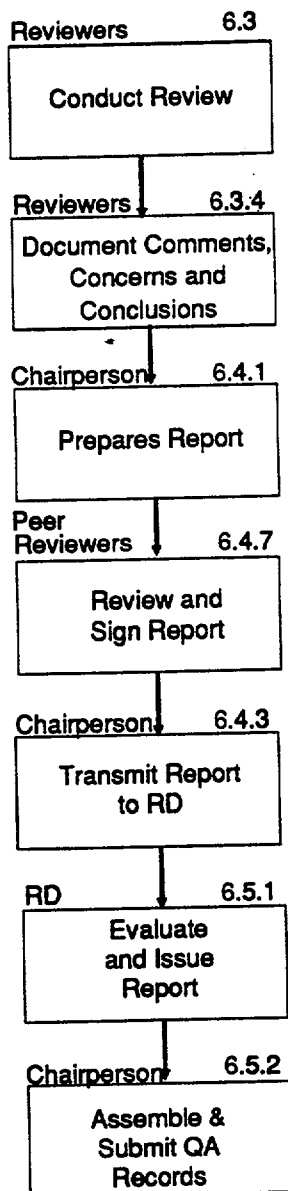 Reviewers 6.3
Conduct Review
Reviewers 6.3.4
Document Comments,
Concerns and
Conclusions
Chairperson 6.4.1
Prepares Report
Peer
Reviewers 6.4.7
Review and
Sign Report
Chairperson 6.4.3
Transmit Report
to RD
RD 6.5.1
Evaluate
and Issue
Report
Chairperson 6.5.2
Assemble &
Submit QA
Records